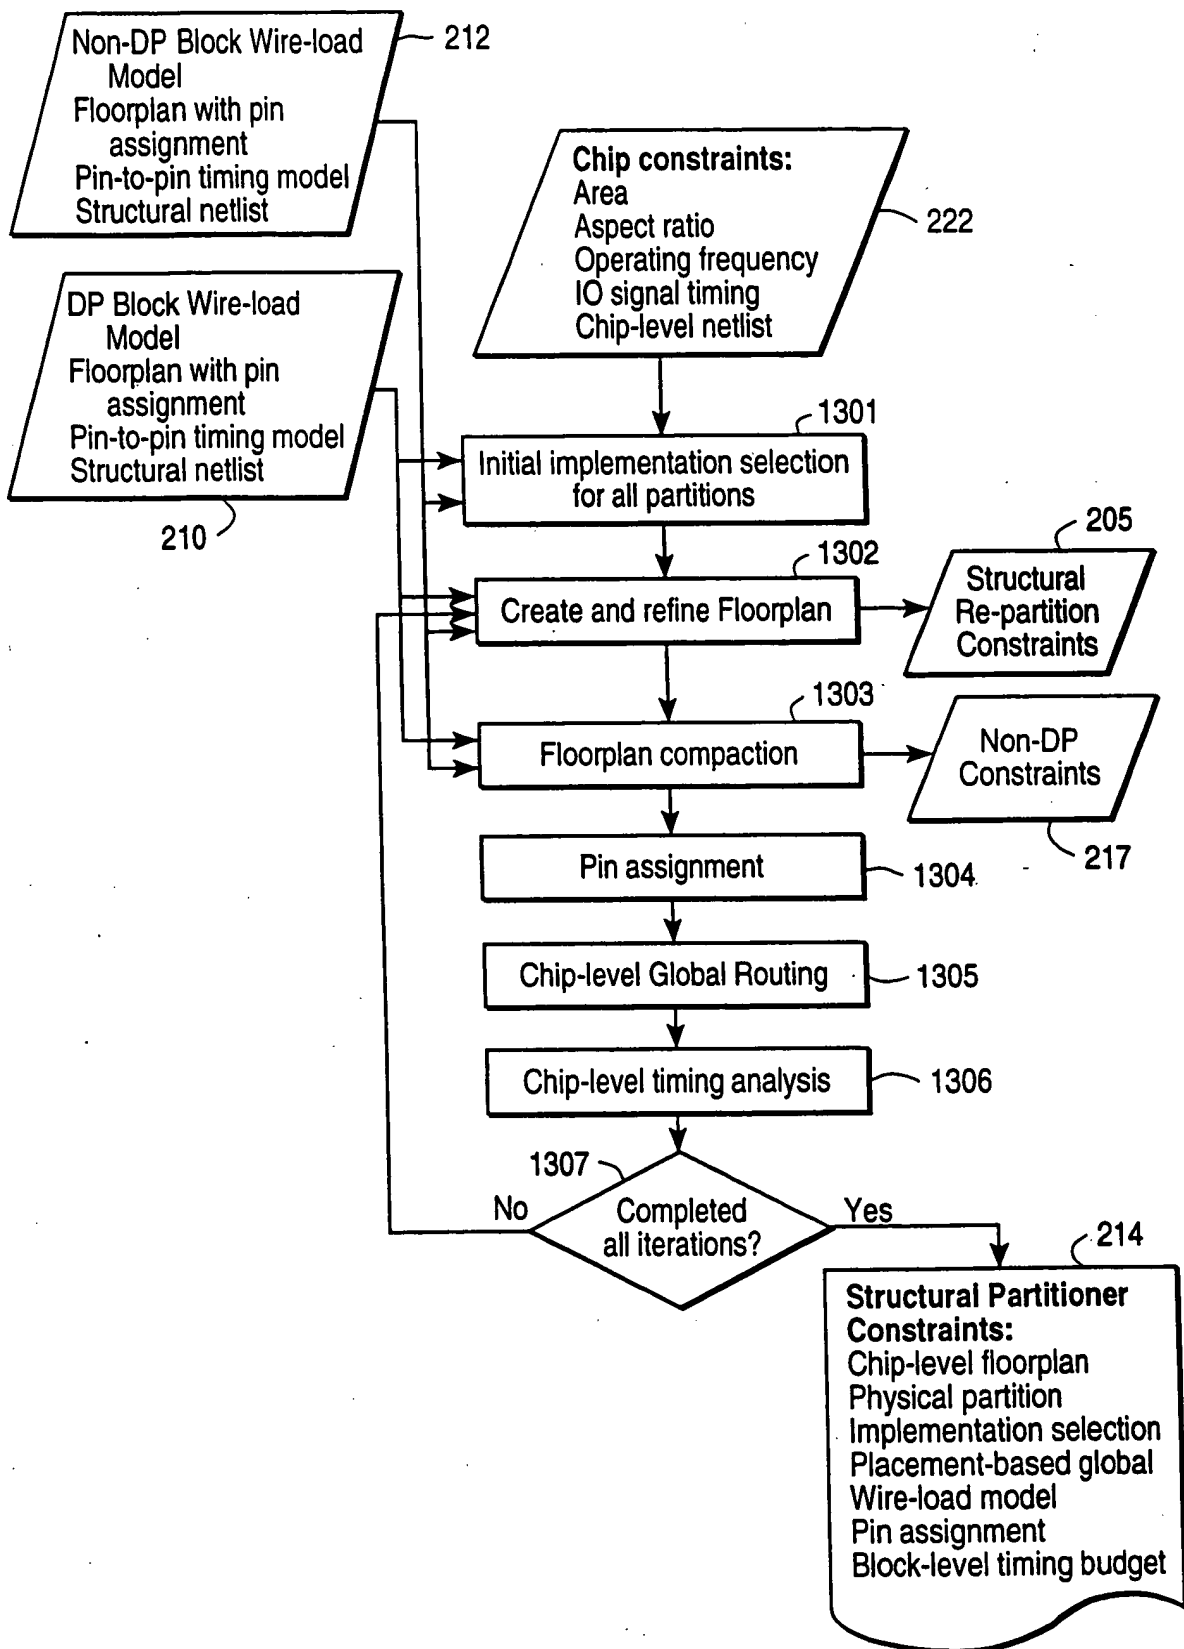 Non-DP Block Wire-load
Model
Floorplan with pin
assignment
Pin-to-pin timing model
Structural netlist
212
Chip constraints:
Area
Aspect ratio
Operating frequency
IO signal timing
Chip-level netlist
222
DP Block Wire-load
Model
Floorplan with pin
assignment
Pin-to-pin timing model
Structural netlist
210
1301
Initial implementation selection
for all partitions
1302
Create and refine Floorplan
205
Structural
Re-partition
Constraints
1303
Floorplan compaction
Non-DP
Constraints
217
Pin assignment
1304
Chip-level Global Routing
1305
Chip-level timing analysis
1306
1307
No
Completed
all iterations?
Yes
214
Structural Partitioner
Constraints:
Chip-level floorplan
Physical partition
Implementation selection
Placement-based global
Wire-load model
Pin assignment
Block-level timing budget